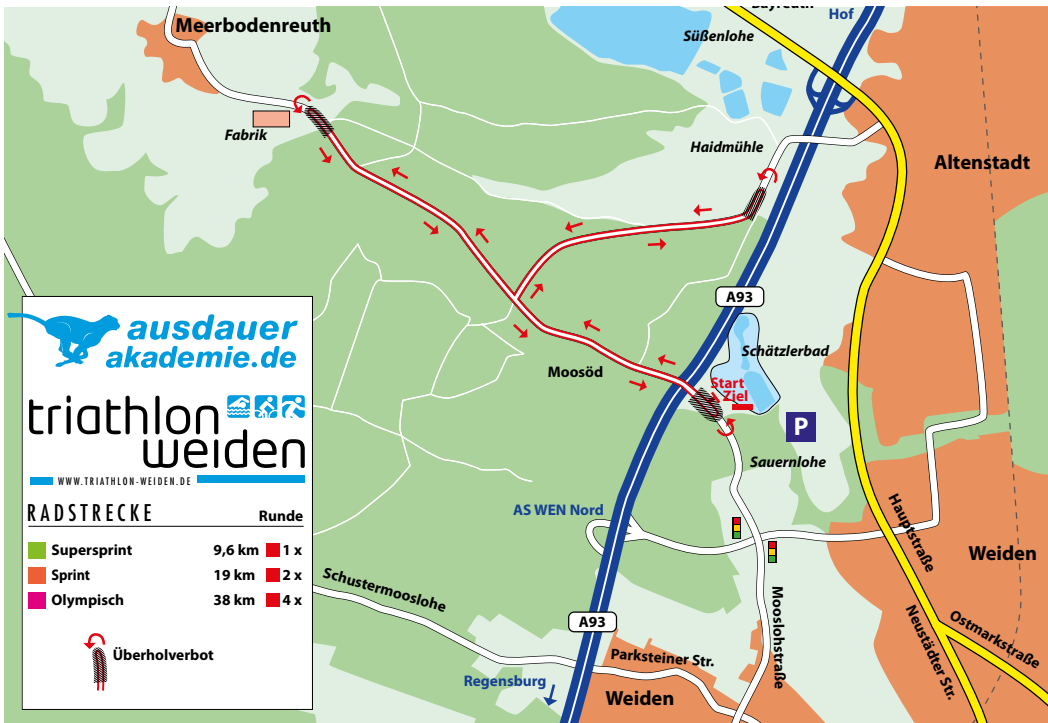 Meerbodenreuth
Bayreuth
Hof
Süßenlohe
Fabrik
Haidmühle
Altenstadt
A93
Schätzlerbad
Moosöd
Start
Ziel
P
Sauernlohe
AS WEN Nord
Hauptstraße
Weiden
Schustermooslohe
Mooslohstraße
Neustädter Str.
Ostmarkstraße
A93
Parksteiner Str.
Regensburg
Weiden
ausdauer
akademie.de
triathlon
weiden
WWW.TRIATHLON-WEIDEN.DE
RADSTRECKE Runde
Supersprint 9,6 km 1 x
Sprint 19 km 2 x
Olympisch 38 km 4 x
Überholverbot